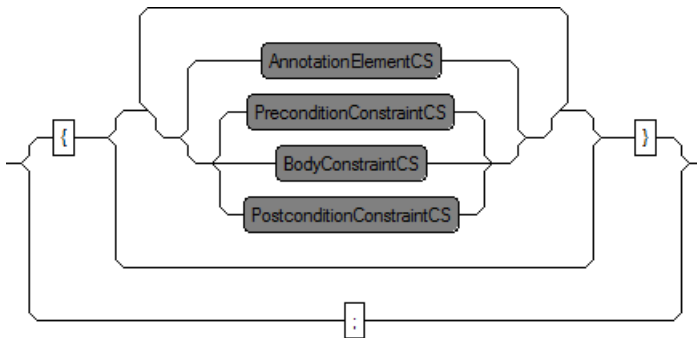 AnnotationElementCS
PreconditionConstraintCS
{
}
BodyConstraintCS
PostconditionConstraintCS
;